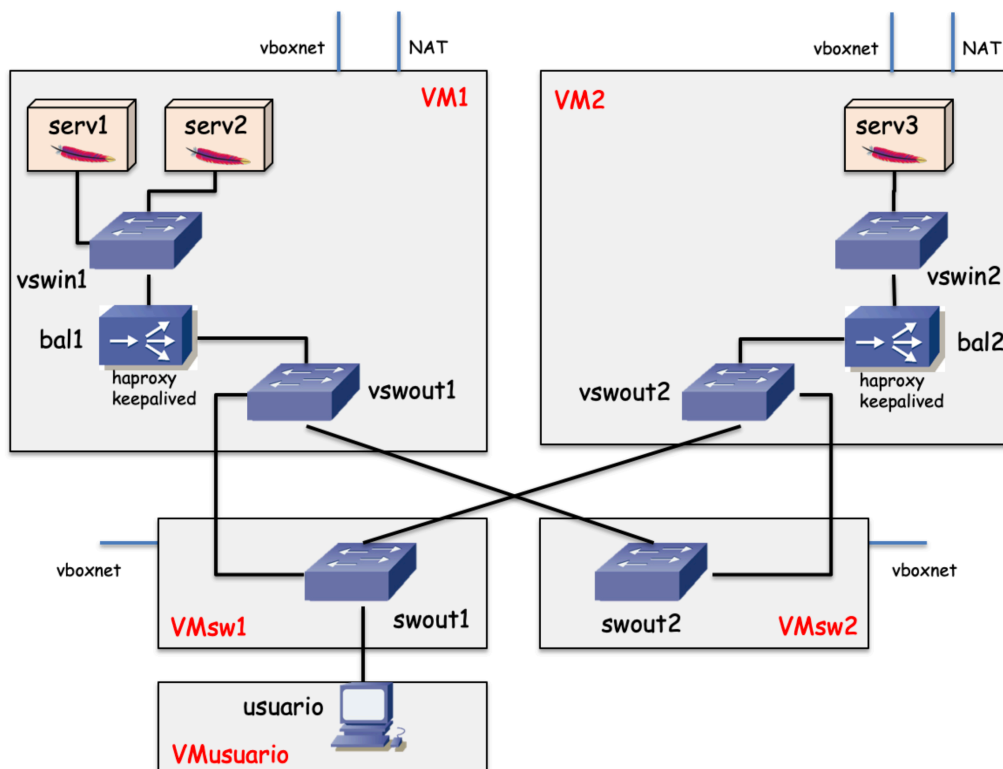 vboxnet
NAT
vboxnet
NAT
VM1
VM2
serv1
serv2
serv3
vswin1
vswin2
bal1
bal2
haproxy
keepalived
haproxy
keepalived
vswout1
vswout2
vboxnet
vboxnet
swout1
swout2
VMsw1
VMsw2
usuario
VMusuario